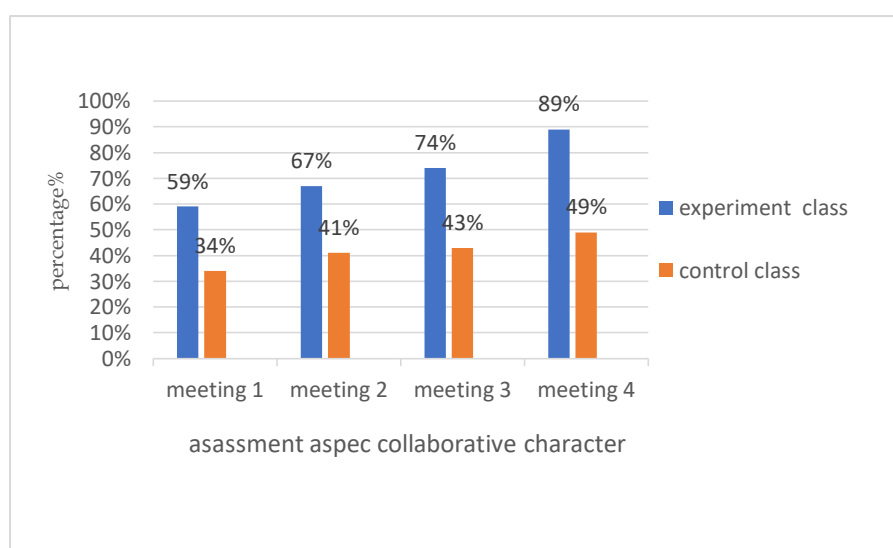 100%
90%
80%
70%
60%
50%
40%
30%
20%
10%
0%
percentage%
59%
34%
67%
41%
74%
43%
89%
49%
meeting 1
meeting 2
meeting 3
meeting 4
asassment aspec collaborative character
experiment class
control class